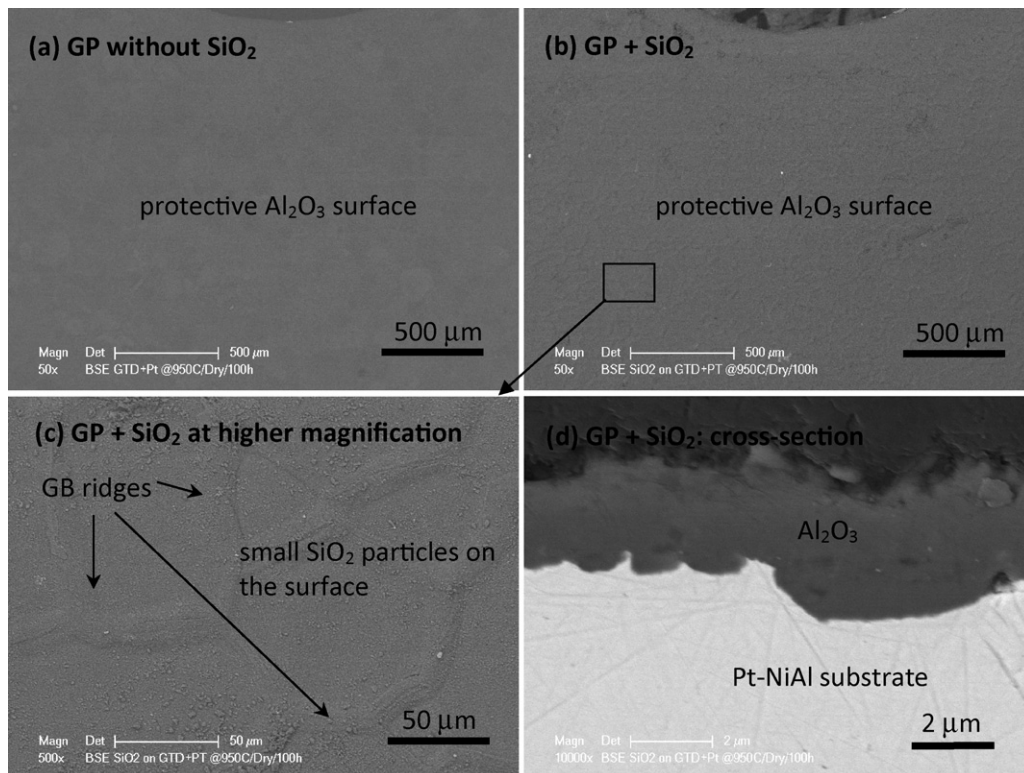 (a) GP without SiO₂
protective Al₂O₃ surface
500 µm
Magn Det 500 µm
50x BSE GTD+Pt @950C/Dry/100h
(b) GP + SiO₂
protective Al₂O₃ surface
500 µm
Magn Det 500 µm
50x BSE SiO2 on GTD+PT @950C/Dry/100h
(c) GP + SiO₂ at higher magnification
GB ridges
small SiO₂ particles on
the surface
50 µm
Magn Det 50 µm
500x BSE SiO2 on GTD+PT @950C/Dry/100h
(d) GP + SiO₂: cross-section
Al₂O₃
Pt-NiAl substrate
2 µm
Magn Det 2 µm
10000x BSE SiO2 on GTD+PT @950C/Dry/100h